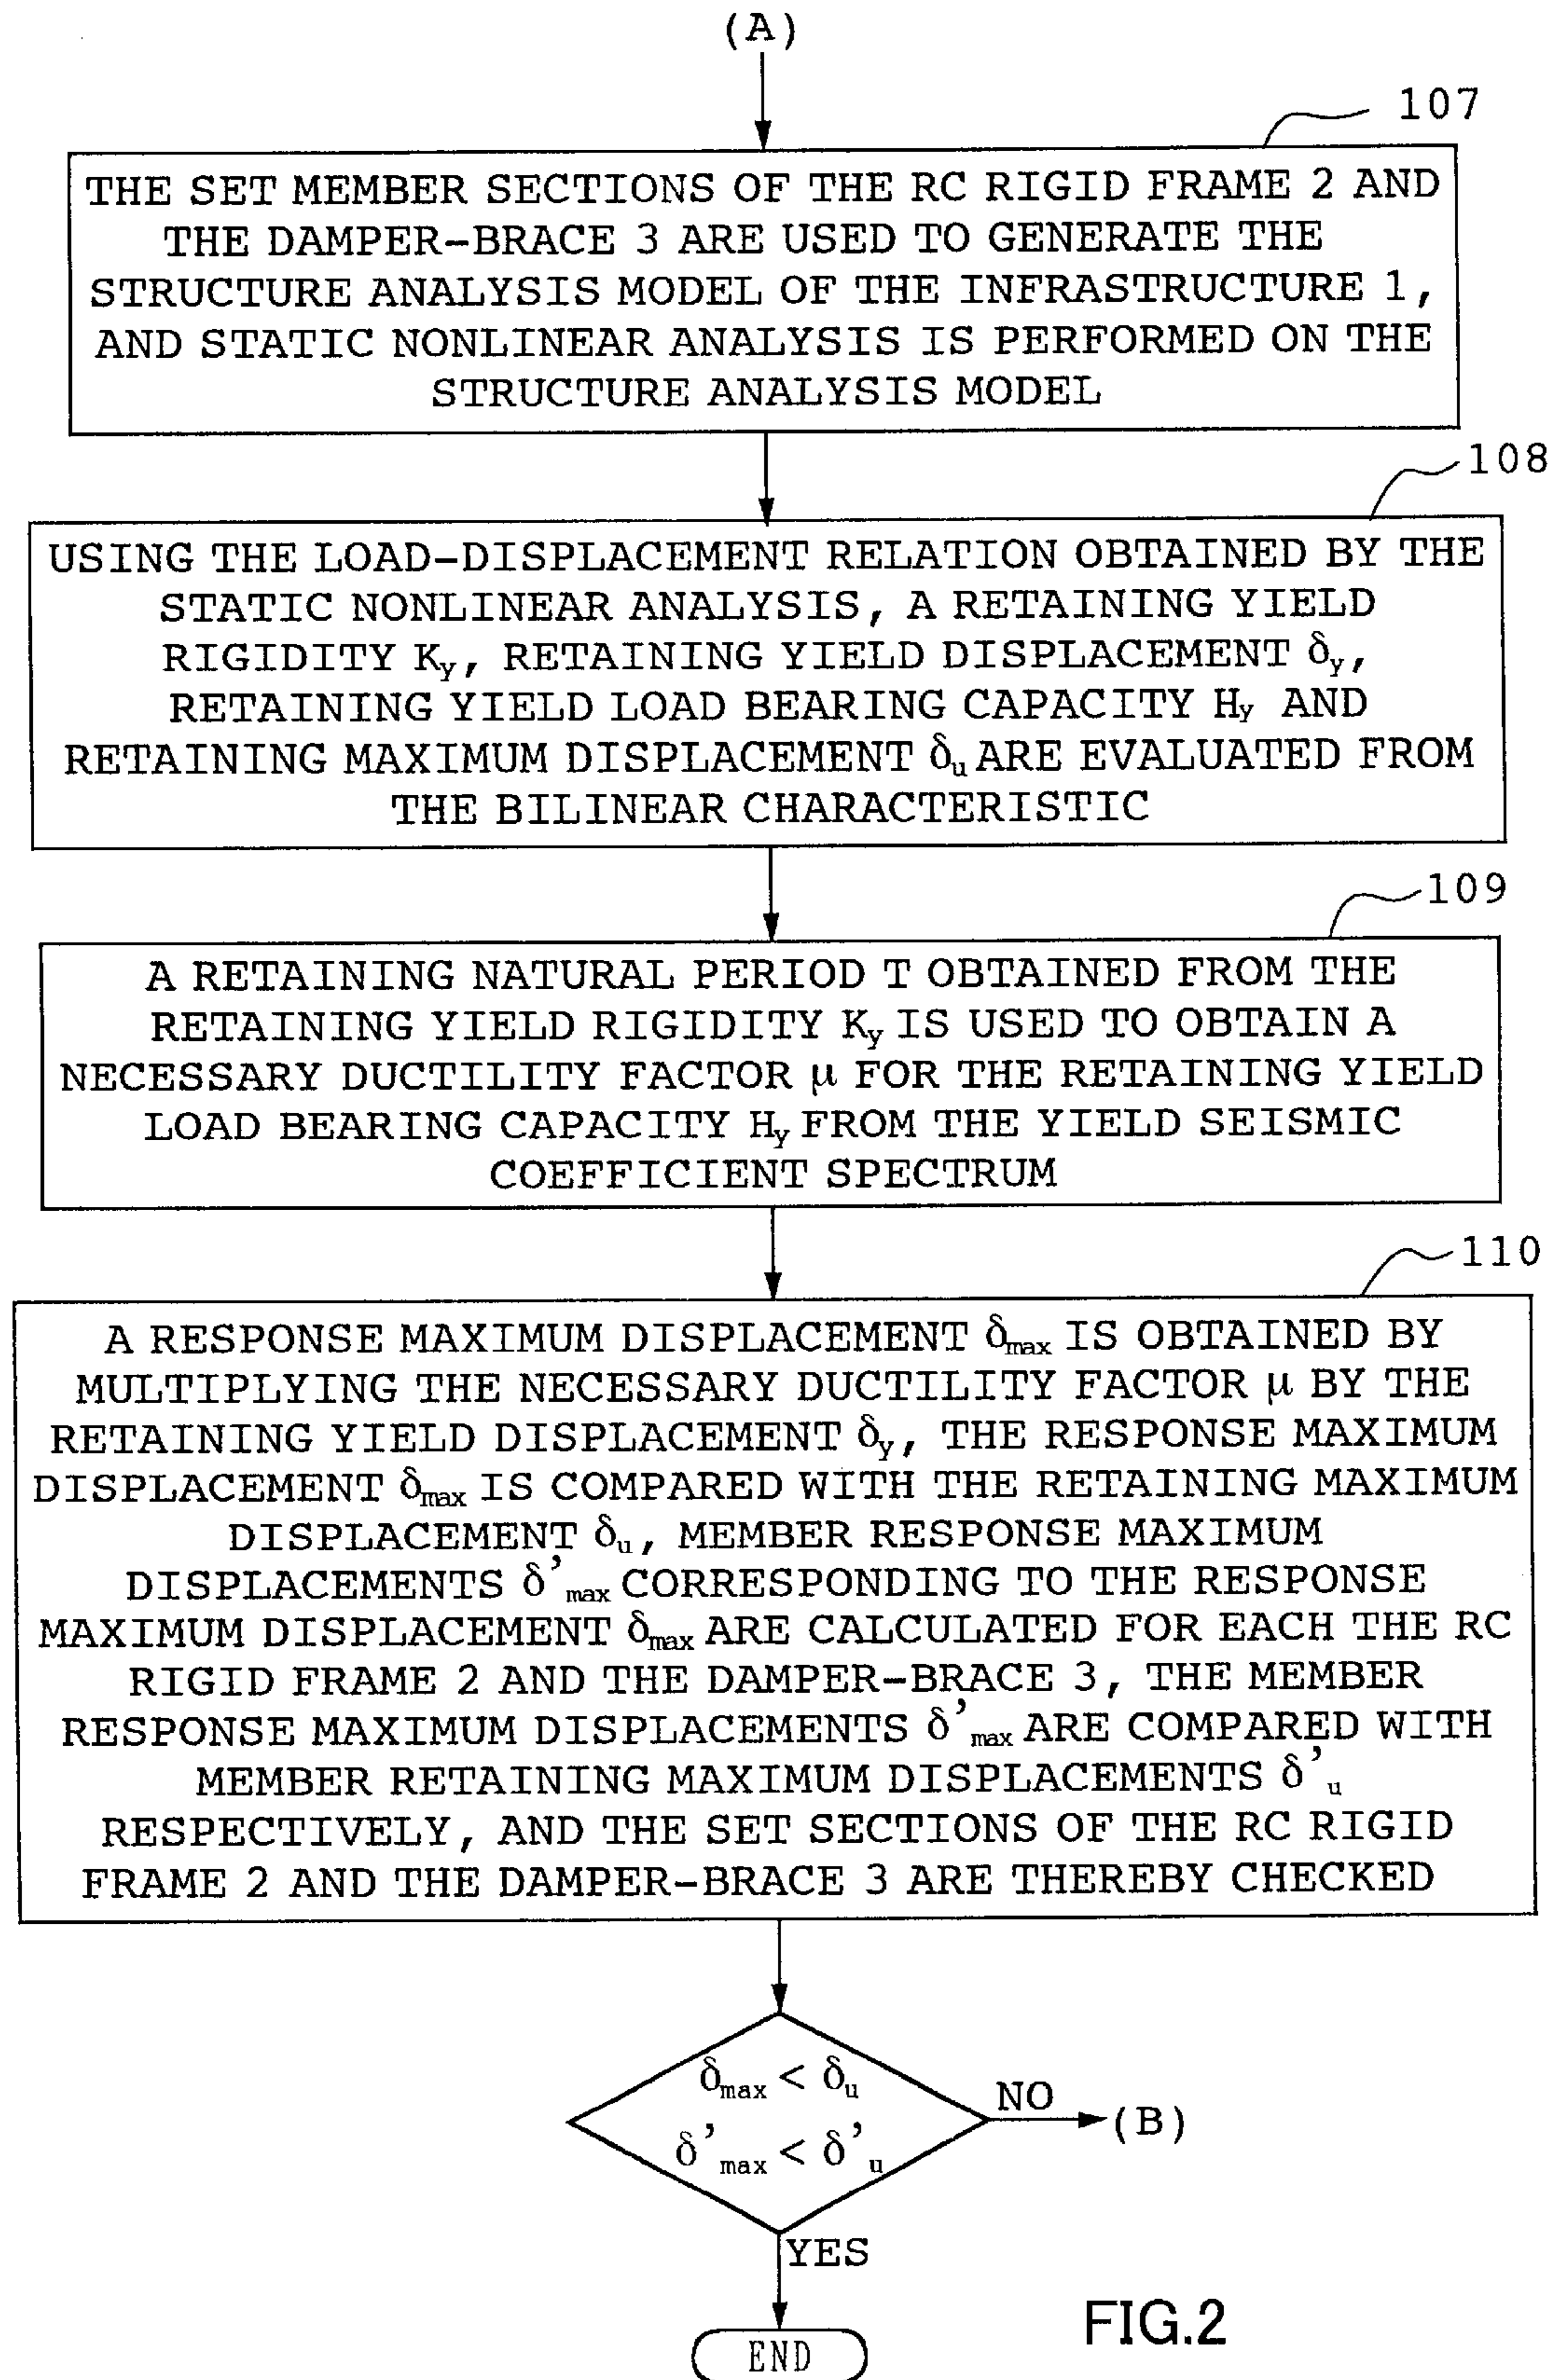 (A)
107
THE SET MEMBER SECTIONS OF THE RC RIGID FRAME 2 AND
THE DAMPER-BRACE 3 ARE USED TO GENERATE THE
STRUCTURE ANALYSIS MODEL OF THE INFRASTRUCTURE 1,
AND STATIC NONLINEAR ANALYSIS IS PERFORMED ON THE
STRUCTURE ANALYSIS MODEL
108
USING THE LOAD-DISPLACEMENT RELATION OBTAINED BY THE
STATIC NONLINEAR ANALYSIS, A RETAINING YIELD
RIGIDITY Ky, RETAINING YIELD DISPLACEMENT δy,
RETAINING YIELD LOAD BEARING CAPACITY Hy AND
RETAINING MAXIMUM DISPLACEMENT δu ARE EVALUATED FROM
THE BILINEAR CHARACTERISTIC
109
A RETAINING NATURAL PERIOD T OBTAINED FROM THE
RETAINING YIELD RIGIDITY Ky IS USED TO OBTAIN A
NECESSARY DUCTILITY FACTOR μ FOR THE RETAINING YIELD
LOAD BEARING CAPACITY Hy FROM THE YIELD SEISMIC
COEFFICIENT SPECTRUM
110
A RESPONSE MAXIMUM DISPLACEMENT δmax IS OBTAINED BY
MULTIPLYING THE NECESSARY DUCTILITY FACTOR μ BY THE
RETAINING YIELD DISPLACEMENT δy, THE RESPONSE MAXIMUM
DISPLACEMENT δmax IS COMPARED WITH THE RETAINING MAXIMUM
DISPLACEMENT δu, MEMBER RESPONSE MAXIMUM
DISPLACEMENTS δ'max CORRESPONDING TO THE RESPONSE
MAXIMUM DISPLACEMENT δmax ARE CALCULATED FOR EACH THE RC
RIGID FRAME 2 AND THE DAMPER-BRACE 3, THE MEMBER
RESPONSE MAXIMUM DISPLACEMENTS δ'max ARE COMPARED WITH
MEMBER RETAINING MAXIMUM DISPLACEMENTS δ'u
RESPECTIVELY, AND THE SET SECTIONS OF THE RC RIGID
FRAME 2 AND THE DAMPER-BRACE 3 ARE THEREBY CHECKED
δmax < δu
δ'max < δ'u
NO
(B)
YES
END
FIG.2